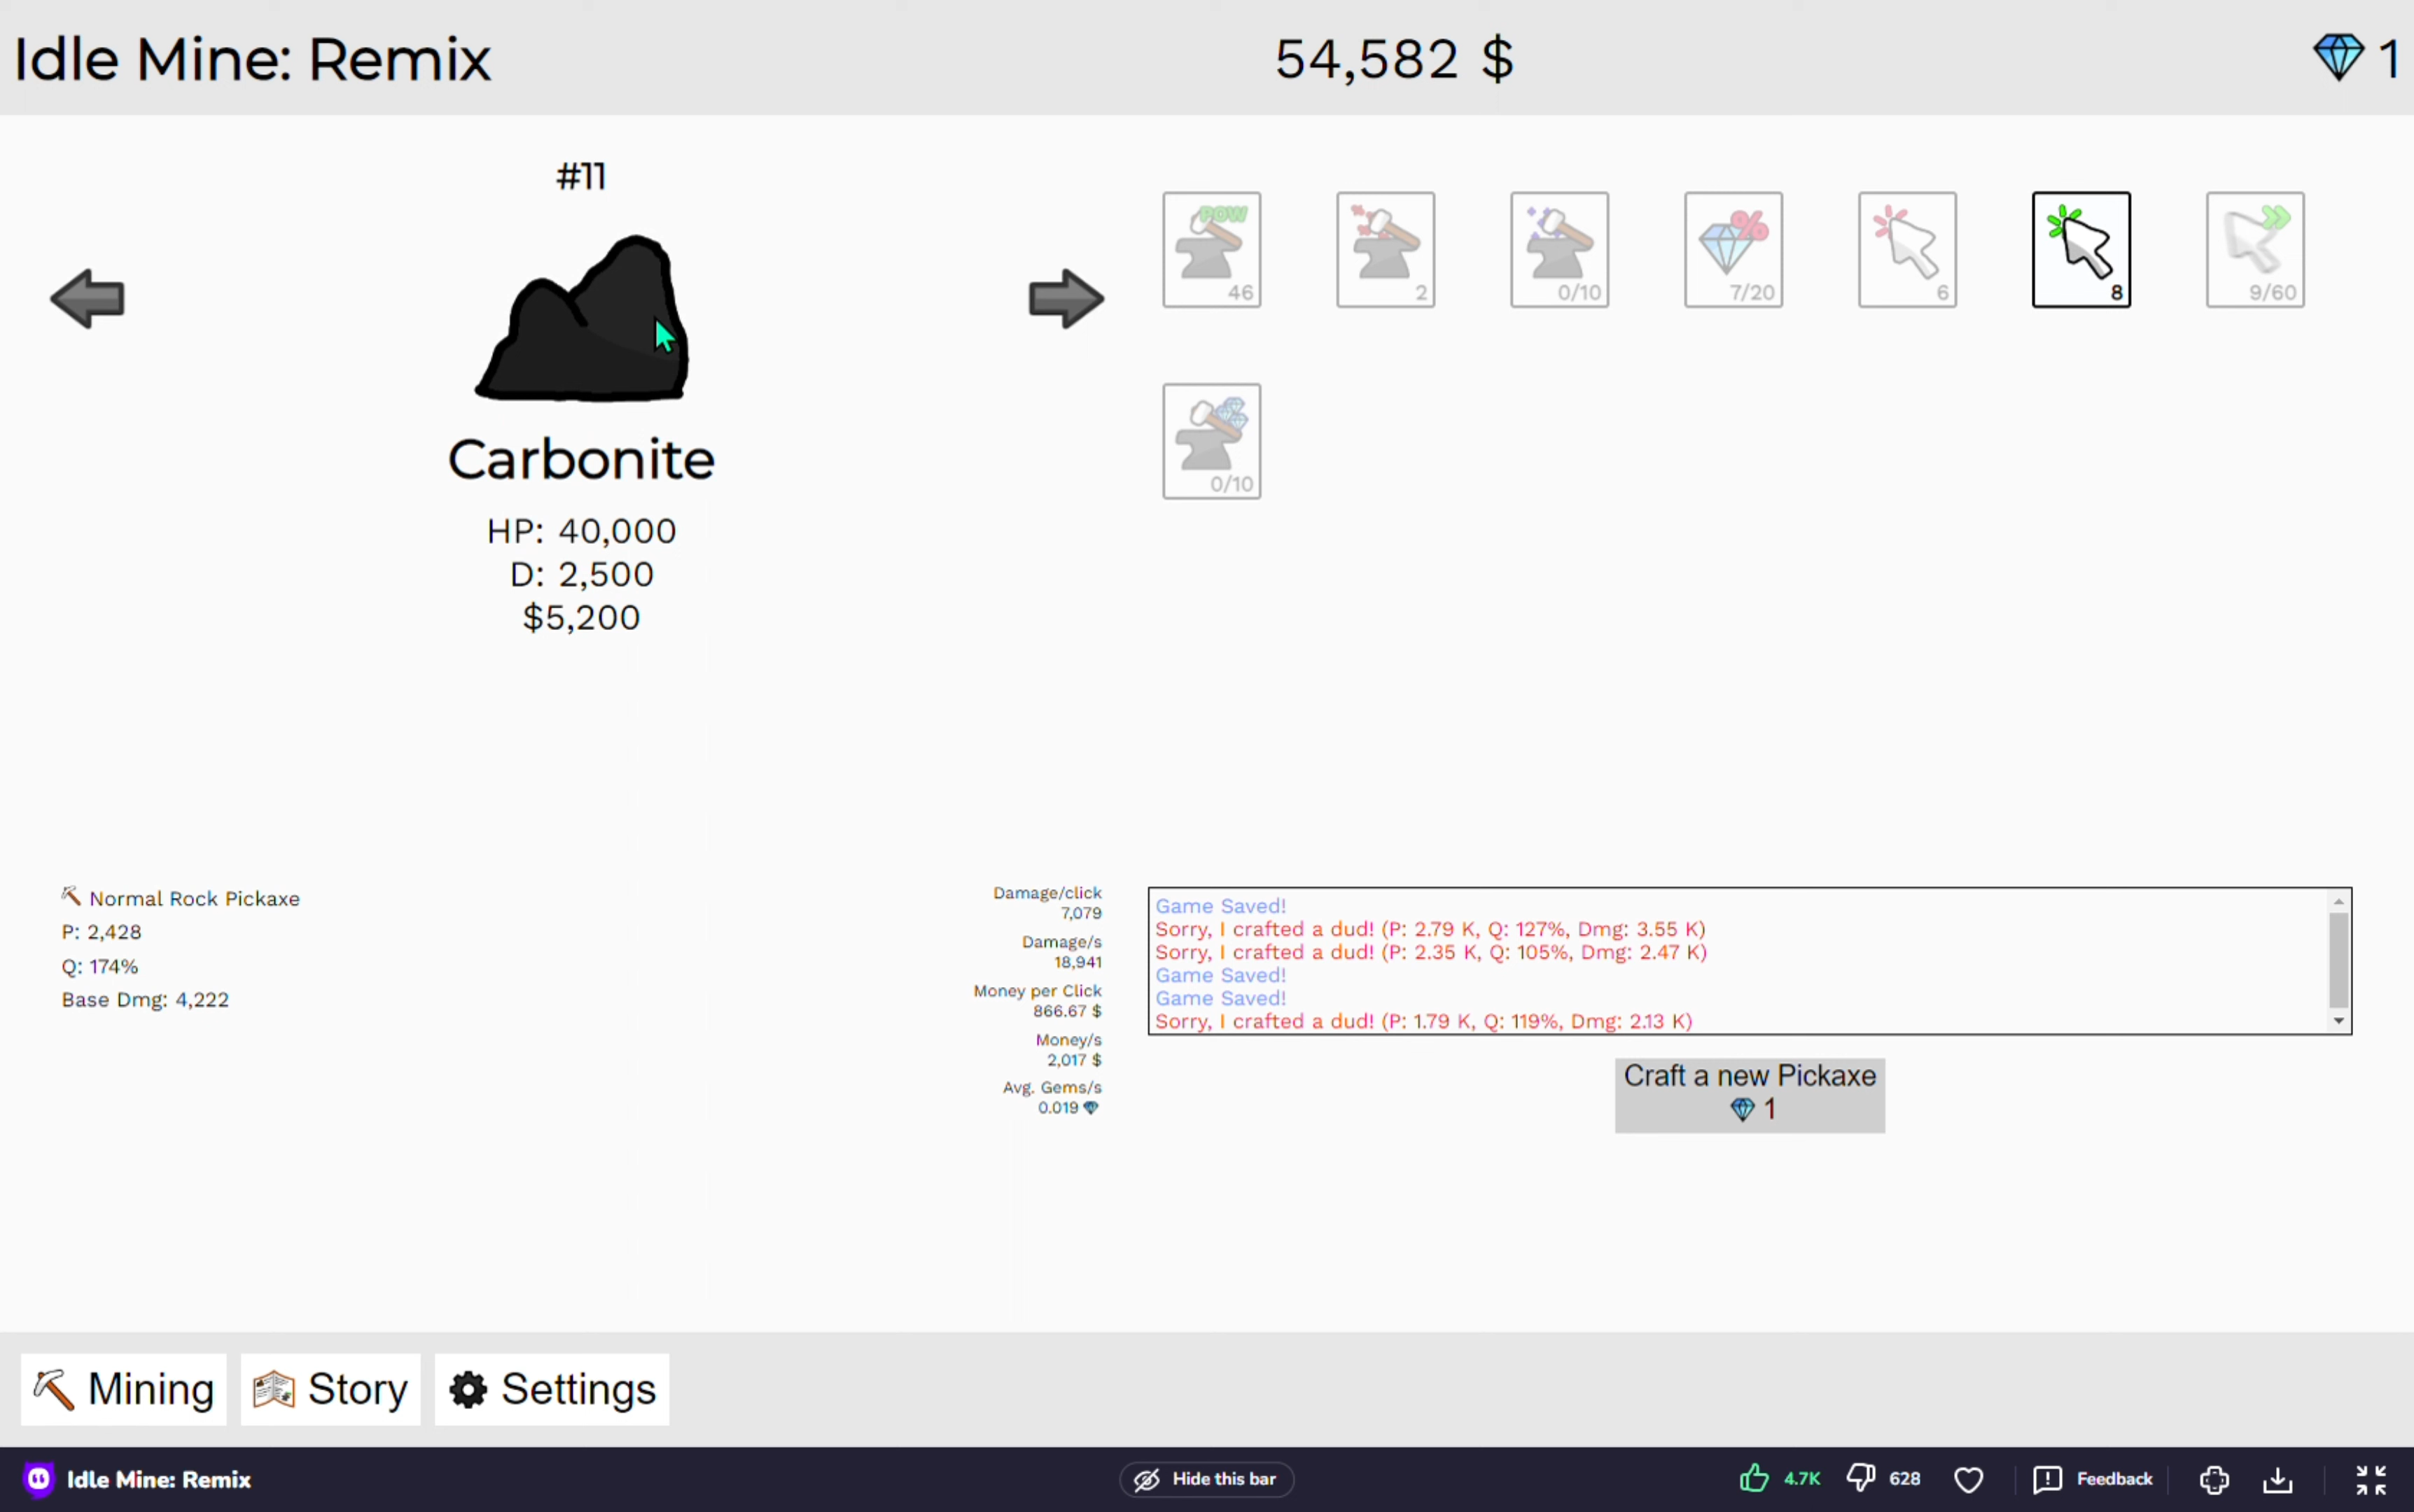 Idle Mine: Remix
54,582 $
1
#11
Carbonite
HP: 40,000
D: 2,500
$5,200
POW
46
2
0/10
%
7/20
6
8
9/60
0/10
Normal Rock Pickaxe
P: 2,428
Q: 174%
Base Dmg: 4,222
Damage/click
7,079
Damage/s
18,941
Money per Click
866.67 $
Money/s
2,017 $
Avg. Gems/s
0.019
Game Saved!
Sorry, I crafted a dud! (P: 2.79 K, Q: 127%, Dmg: 3.55 K)
Sorry, I crafted a dud! (P: 2.35 K, Q: 105%, Dmg: 2.47 K)
Game Saved!
Game Saved!
Sorry, I crafted a dud! (P: 1.79 K, Q: 119%, Dmg: 2.13 K)
Craft a new Pickaxe
1
Mining
Story
Settings
Idle Mine: Remix
Hide this bar
4.7K
628
Feedback